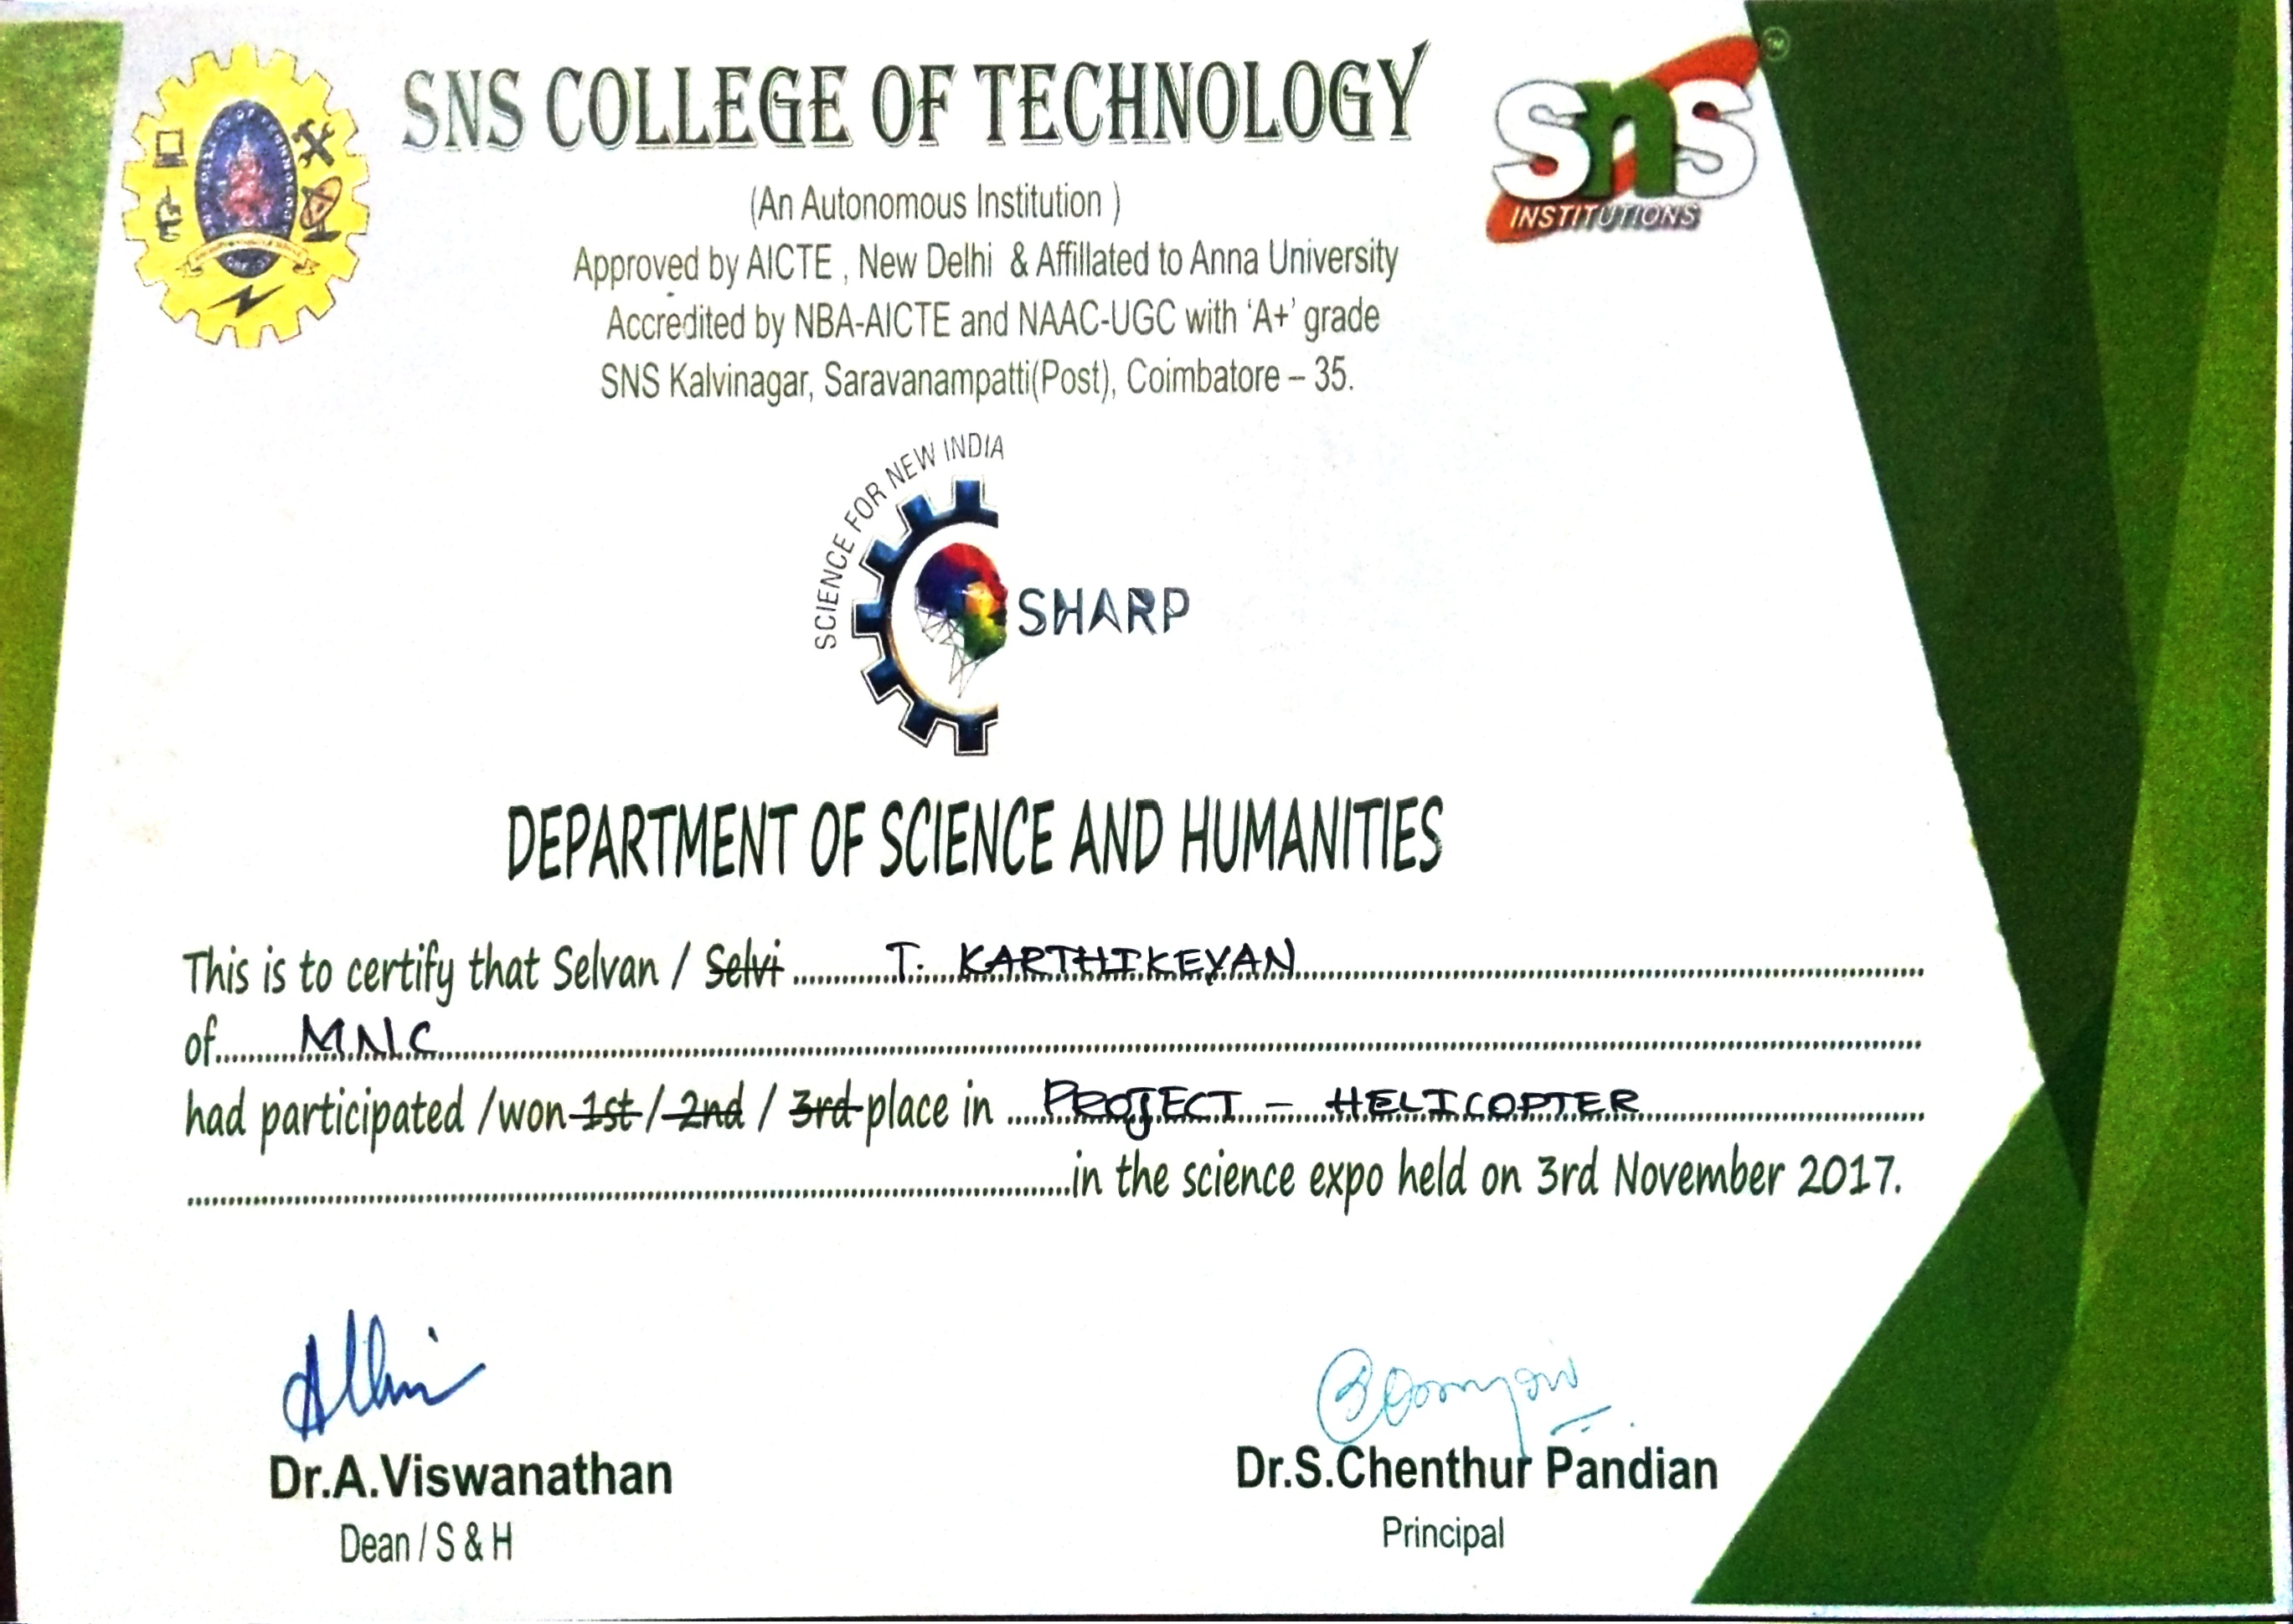 SNS COLLEGE OF TECHNOLOGY
SNS
INSTITUTIONS
TM
(An Autonomous Institution )
Approved by AICTE , New Delhi & Affillated to Anna University
Accredited by NBA-AICTE and NAAC-UGC with ‘A+’ grade
SNS Kalvinagar, Saravanampatti(Post), Coimbatore – 35.
SCIENCE FOR NEW INDIA
SHARP
DEPARTMENT OF SCIENCE AND HUMANITIES
This is to certify that Selvan / Selvi ........ T. KARTHIKEYAN ........
of ........ MNC ........
had participated /won 1st / 2nd / 3rd place in ........ PROJECT – HELICOPTER ........
........ in the science expo held on 3rd November 2017.
Dr.A.Viswanathan
Dean / S & H
Dr.S.Chenthur Pandian
Principal